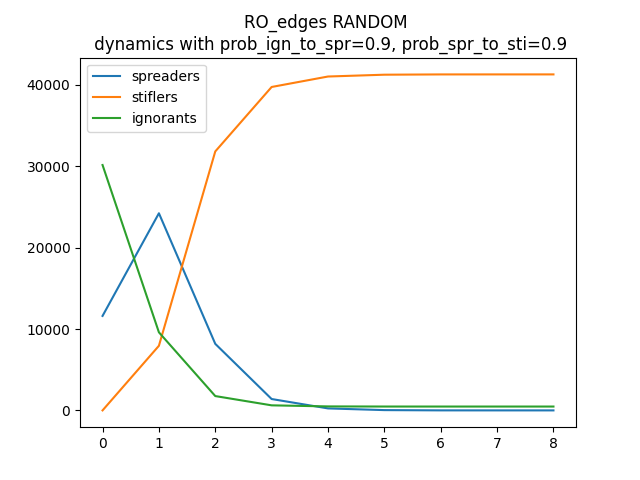 RO_edges RANDOM
dynamics with prob_ign_to_spr=0.9, prob_spr_to_sti=0.9
spreaders
stiflers
ignorants
40000
30000
20000
10000
0
0 1 2 3 4 5 6 7 8